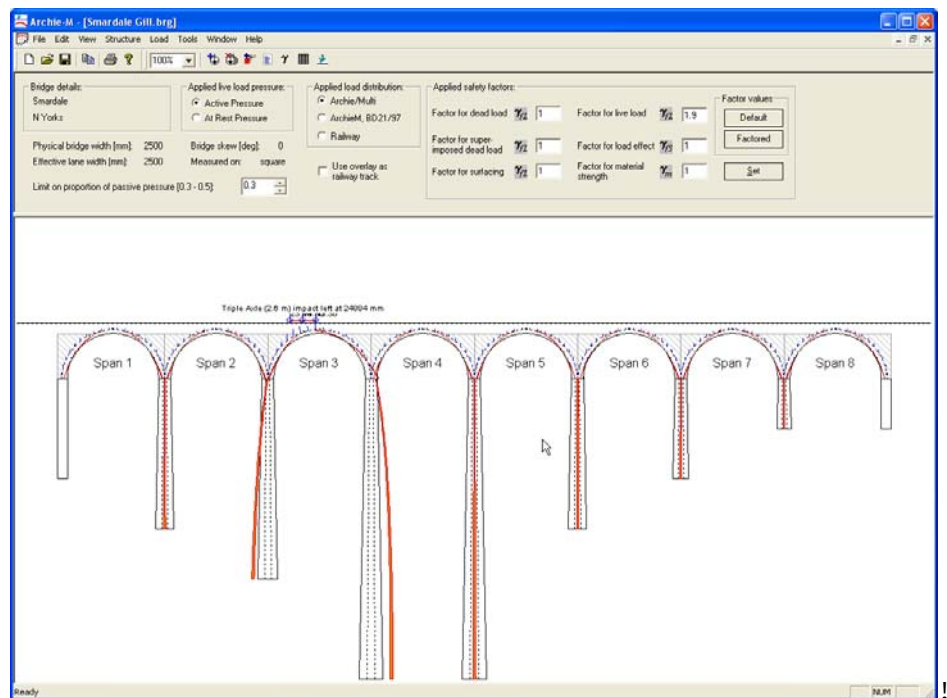 Archie-M - [Smardale Gill.brg]
File Edit View Structure Load Tools Window Help
100%
Bridge details:
Smardale
N Yorks
Physical bridge width [mm]: 2500
Effective lane width [mm]: 2500
Bridge skew [deg]: 0
Measured on: square
Limit on proportion of passive pressure [0.3 - 0.5]: 0.3
Applied live load pressure:
Active Pressure
At Rest Pressure
Applied load distribution:
Archie/Multi
ArchieM, BD21/97
Railway
Use overlay as railway track
Applied safety factors:
Factor for dead load 1
Factor for super-imposed dead load 1
Factor for surfacing 1
Factor for live load 1.9
Factor for load effect 1
Factor for material strength 1
Factor values
Default
Factored
Set
Triple Axle (2.6 m) impact left at 24094 mm
Span 1 Span 2 Span 3 Span 4 Span 5 Span 6 Span 7 Span 8
Ready
NUM